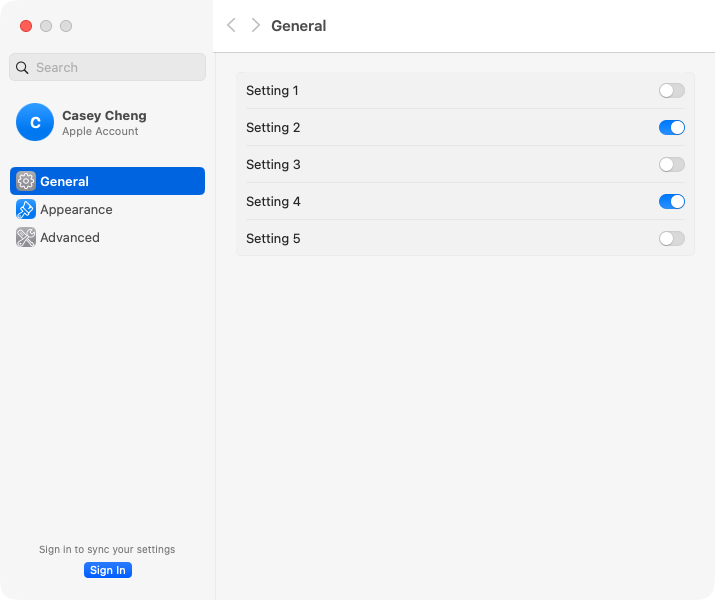 General
Search
C
Casey Cheng
Apple Account
General
Appearance
Advanced
Setting 1
Setting 2
Setting 3
Setting 4
Setting 5
Sign in to sync your settings
Sign In